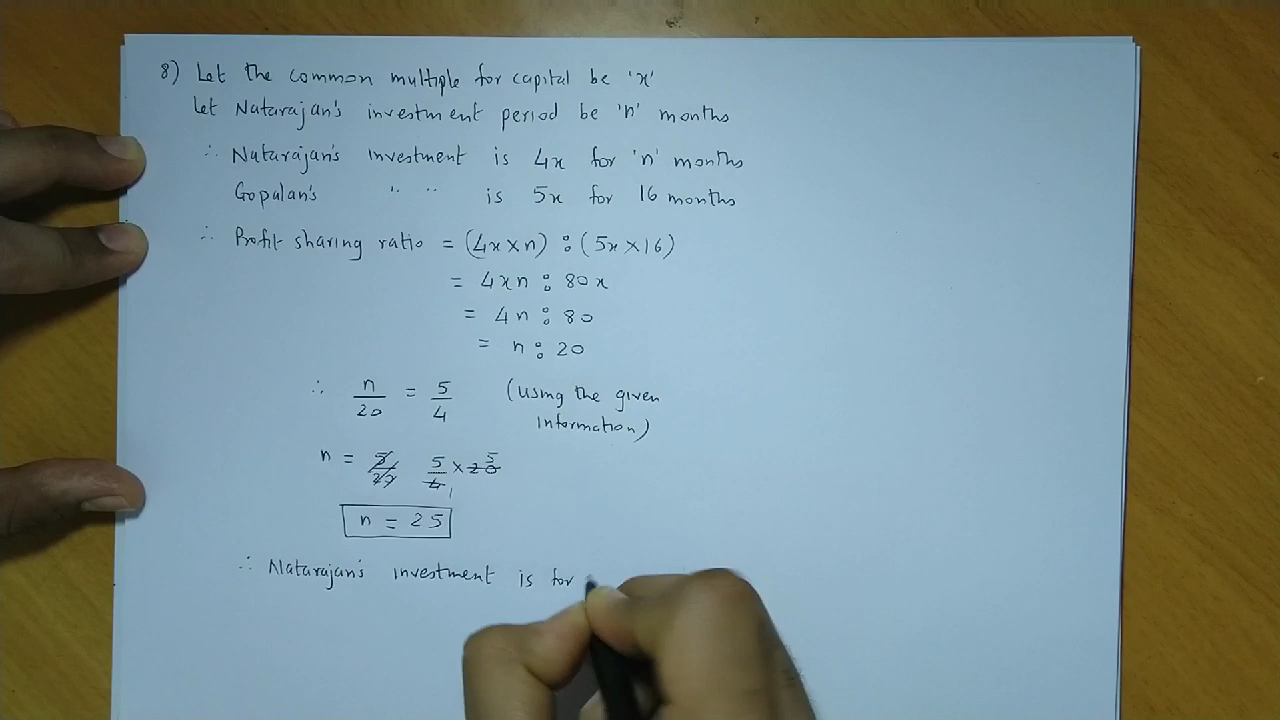 8) Let the common multiple for capital be 'x'
Let Natarajan's investment period be 'n' months
∴ Natarajan's investment is 4x for 'n' months
Gopalan's " " is 5x for 16 months
∴ Profit sharing ratio = (4x × n) : (5x × 16)
= 4xn : 80x
= 4n : 80
= n : 20
∴ n/20 = 5/4 (using the given
information)
n = 5/4 × 20 5 1
n = 25
∴ Natarajan's investment is for